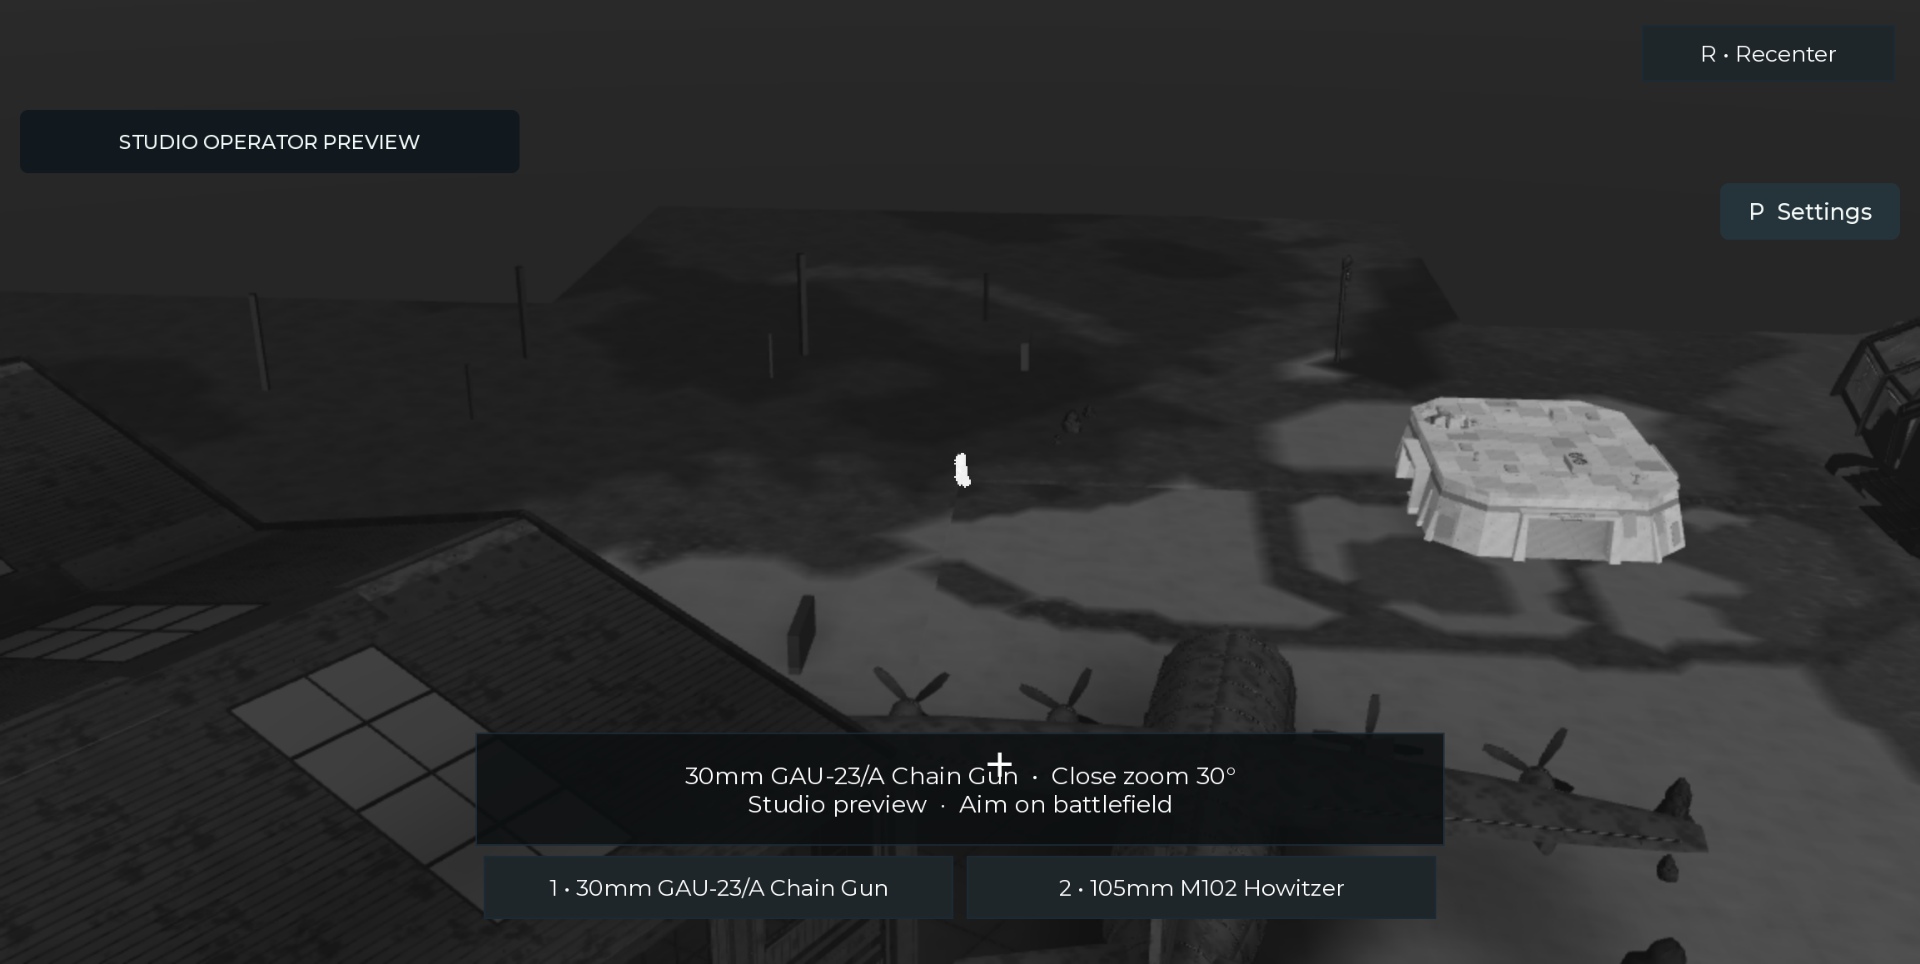 R • Recenter
STUDIO OPERATOR PREVIEW
P Settings
30mm GAU-23/A Chain Gun • Close zoom 30°
Studio preview · Aim on battlefield
1 • 30mm GAU-23/A Chain Gun
2 • 105mm M102 Howitzer